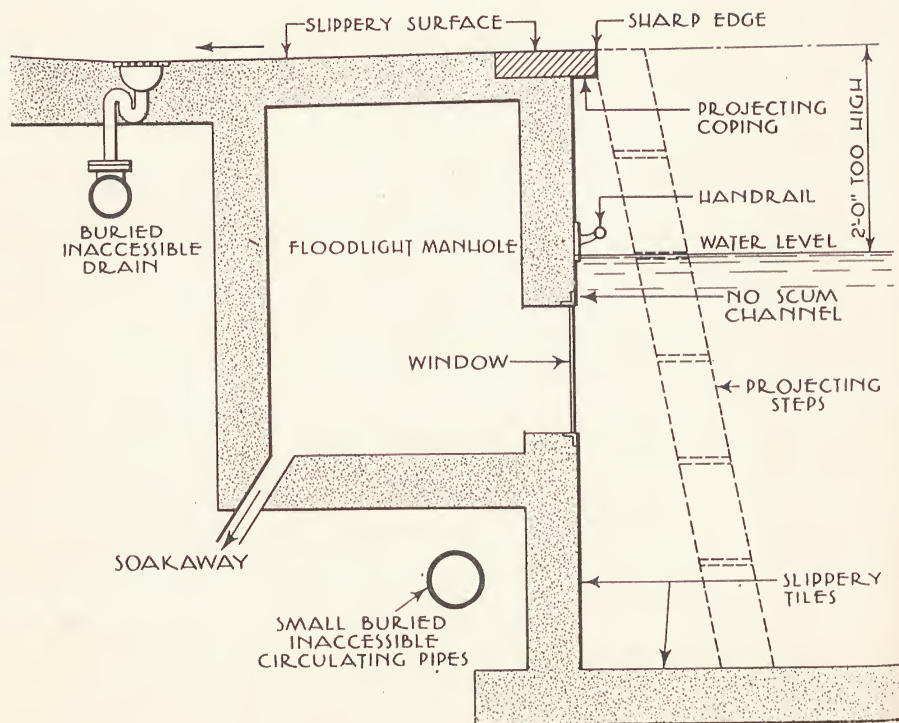 SLIPPERY SURFACE
SHARP EDGE
PROJECTING
COPING
2'-0" TOO HIGH
HANDRAIL
BURIED
INACCESSIBLE
DRAIN
FLOODLIGHT MANHOLE
WATER LEVEL
NO SCUM
CHANNEL
WINDOW
PROJECTING
STEPS
SOAKAWAY
SLIPPERY
TILES
SMALL BURIED
INACCESSIBLE
CIRCULATING PIPES